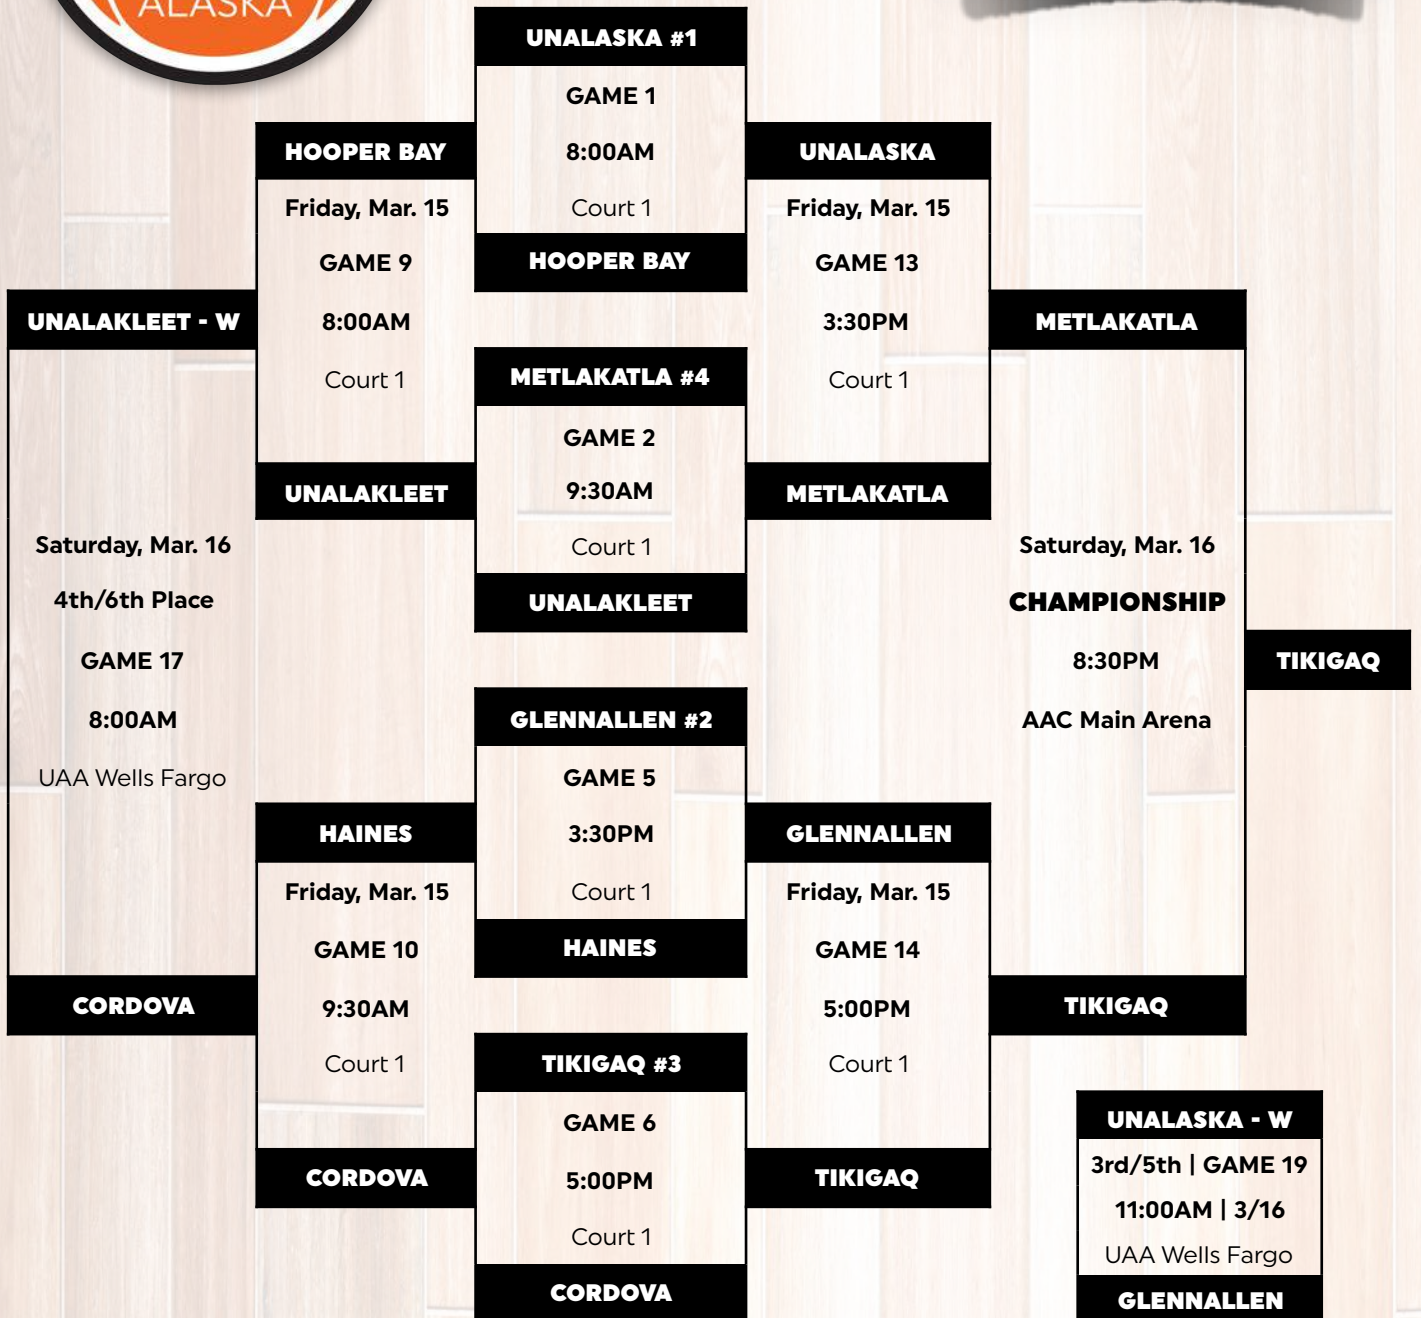 ALASKA
UNALASKA #1
GAME 1
8:00AM
Court 1
HOOPER BAY
HOOPER BAY
Friday, Mar. 15
GAME 9
8:00AM
Court 1
UNALAKLEET
UNALASKA
Friday, Mar. 15
GAME 13
3:30PM
Court 1
METLAKATLA
UNALAKLEET - W
Saturday, Mar. 16
4th/6th Place
GAME 17
8:00AM
UAA Wells Fargo
CORDOVA
METLAKATLA #4
GAME 2
9:30AM
Court 1
UNALAKLEET
METLAKATLA
Saturday, Mar. 16
CHAMPIONSHIP
8:30PM
AAC Main Arena
TIKIGAQ
TIKIGAQ
GLENNALLEN #2
GAME 5
3:30PM
Court 1
HAINES
HAINES
Friday, Mar. 15
GAME 10
9:30AM
Court 1
CORDOVA
GLENNALLEN
Friday, Mar. 15
GAME 14
5:00PM
Court 1
TIKIGAQ
TIKIGAQ #3
GAME 6
5:00PM
Court 1
CORDOVA
UNALASKA - W
3rd/5th | GAME 19
11:00AM | 3/16
UAA Wells Fargo
GLENNALLEN